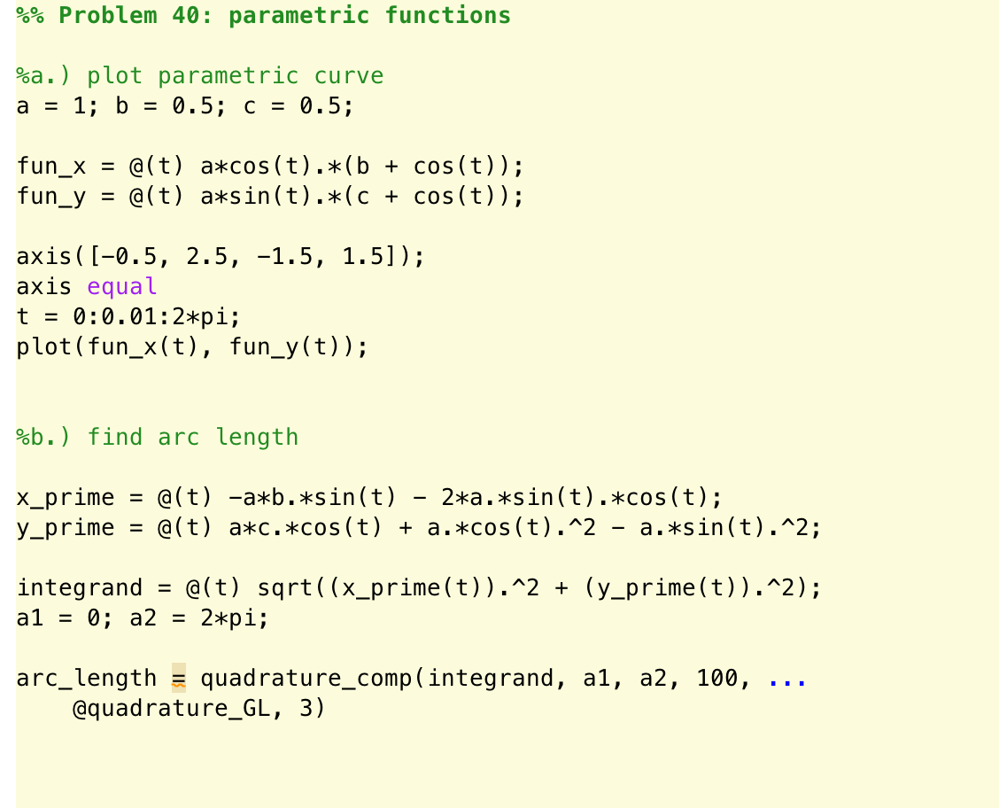 %% Problem 40: parametric functions
%a.) plot parametric curve
a = 1; b = 0.5; c = 0.5;
fun_x = @(t) a*cos(t).*(b + cos(t));
fun_y = @(t) a*sin(t).*(c + cos(t));
axis([-0.5, 2.5, -1.5, 1.5]);
axis equal
t = 0:0.01:2*pi;
plot(fun_x(t), fun_y(t));
%b.) find arc length
x_prime = @(t) -a*b.*sin(t) - 2*a.*sin(t).*cos(t);
y_prime = @(t) a*c.*cos(t) + a.*cos(t).^2 - a.*sin(t).^2;
integrand = @(t) sqrt((x_prime(t)).^2 + (y_prime(t)).^2);
a1 = 0; a2 = 2*pi;
arc_length = quadrature_comp(integrand, a1, a2, 100, ...
    @quadrature_GL, 3)